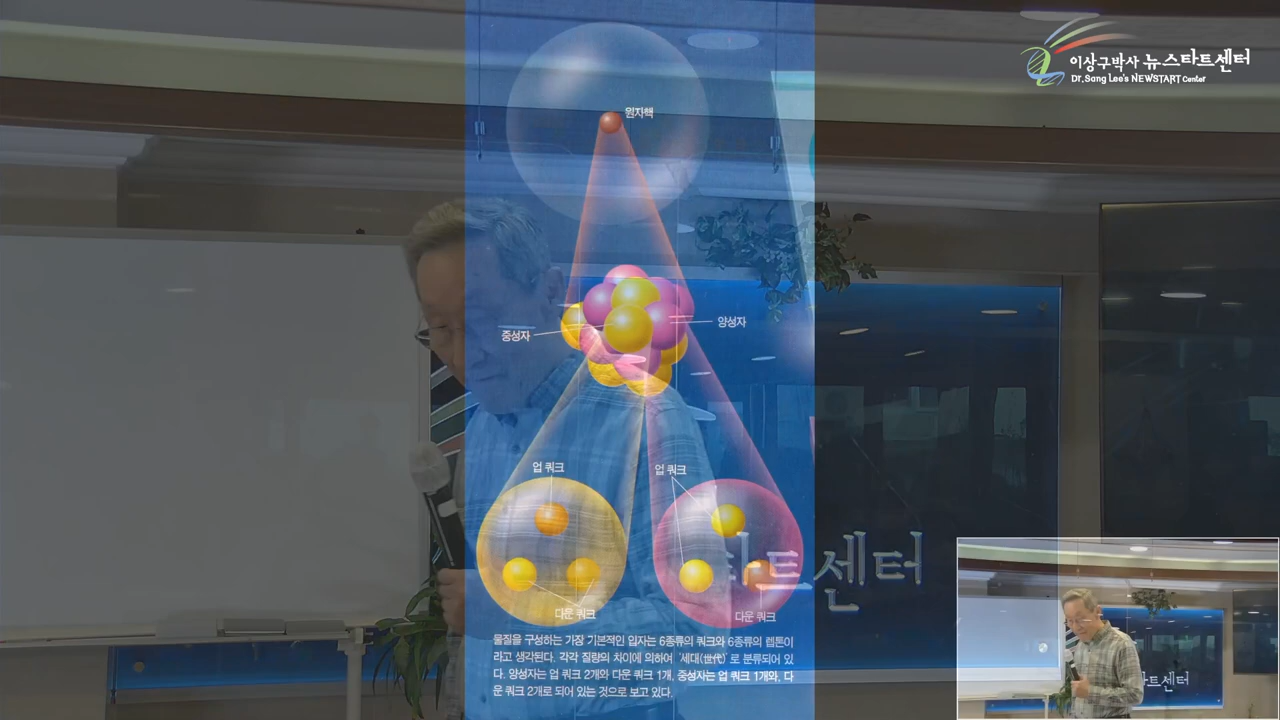 이상구박사 뉴스타트센터
Dr. Sang Lee's NEWSTART Center
원자핵
중성자
양성자
업 쿼크
업 쿼크
다운 쿼크
다운 쿼크
타트센터
물질을 구성하는 가장 기본적인 입자는 6종류의 쿼크와 6종류의 렙톤이
라고 생각된다. 각각 질량의 차이에 의하여 '세대(世代)' 로 분류되어 있
다. 양성자는 업 쿼크 2개와 다운 쿼크 1개, 중성자는 업 쿼크 1개와, 다
운 쿼크 2개로 되어 있는 것으로 보고 있다.
타트센터